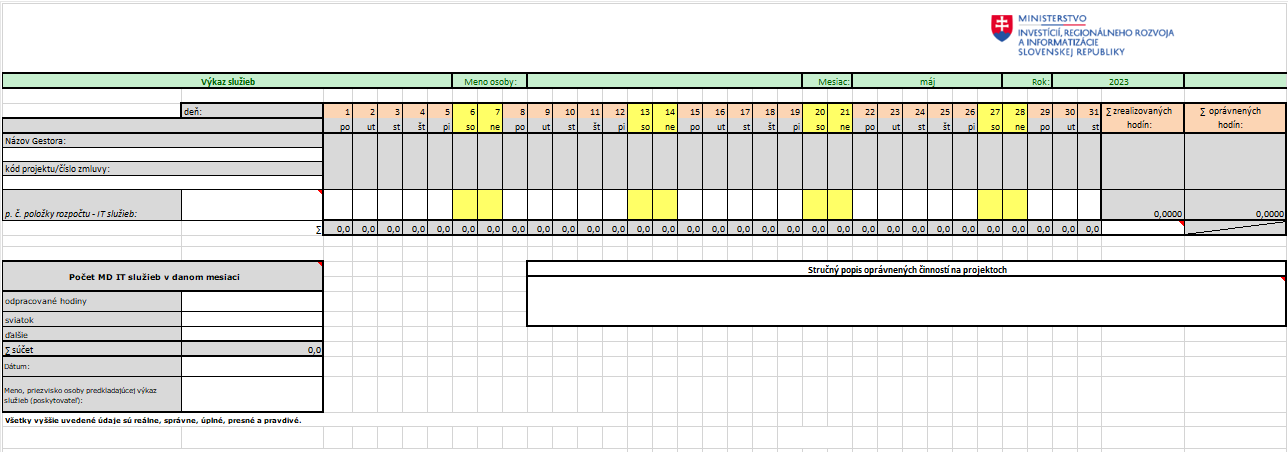 MINISTERSTVO
INVESTÍCIÍ, REGIONÁLNEHO ROZVOJA
A INFORMATIZÁCIE
SLOVENSKEJ REPUBLIKY
Výkaz služieb Meno osoby: Mesiac: máj Rok: 2023
deň: 1 2 3 4 5 6 7 8 9 10 11 12 13 14 15 16 17 18 19 20 21 22 23 24 25 26 27 28 29 30 31 ∑ zrealizovaných ∑ oprávnených
po ut st št pi so ne po ut st št pi so ne po ut st št pi so ne po ut st št pi so ne po ut st hodín: hodín:
Názov Gestora:
kód projektu/číslo zmluvy:
p. č. položky rozpočtu - IT služieb: 0,0000 0,0000
∑ 0,0 0,0 0,0 0,0 0,0 0,0 0,0 0,0 0,0 0,0 0,0 0,0 0,0 0,0 0,0 0,0 0,0 0,0 0,0 0,0 0,0 0,0 0,0 0,0 0,0 0,0 0,0 0,0 0,0 0,0 0,0
Počet MD IT služieb v danom mesiaci
odpracované hodiny
sviatok
ďalšie
∑ súčet 0,0
Dátum:
Meno, priezvisko osoby predkladajúcej výkaz
služieb (poskytovateľ):
Všetky vyššie uvedené údaje sú reálne, správne, úplné, presné a pravdivé.
Stručný popis oprávnených činností na projektoch